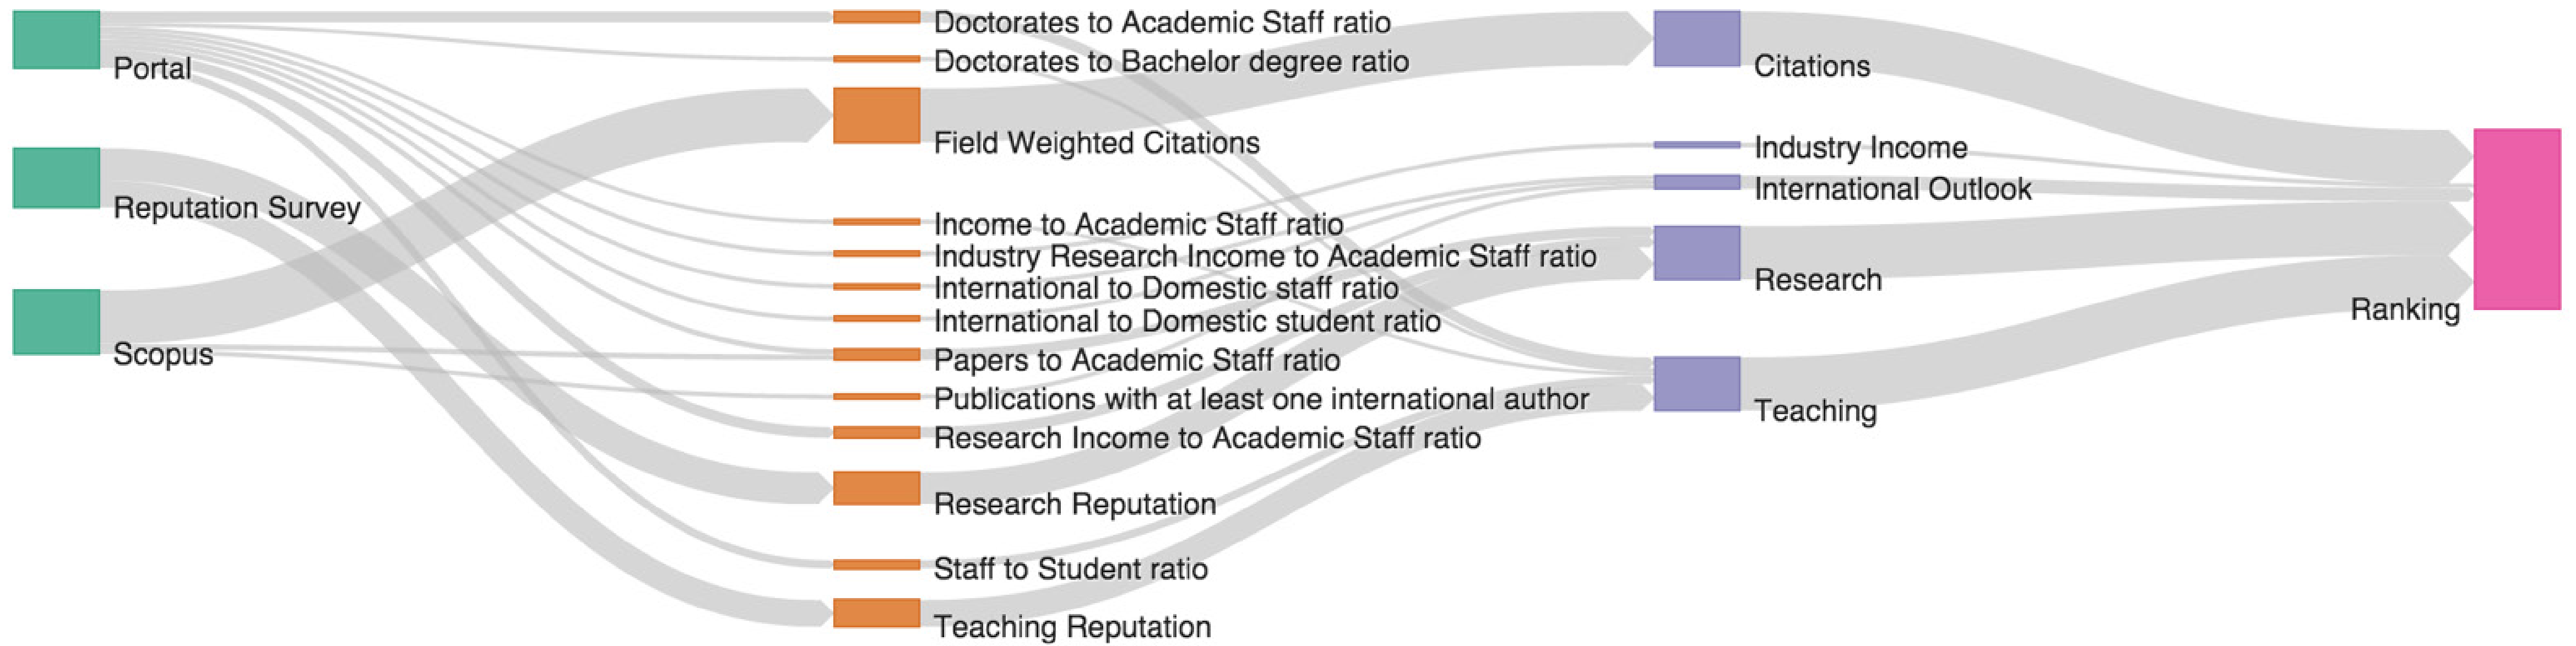 Portal
Reputation Survey
Scopus
Doctorates to Academic Staff ratio
Doctorates to Bachelor degree ratio
Field Weighted Citations
Income to Academic Staff ratio
Industry Research Income to Academic Staff ratio
International to Domestic staff ratio
International to Domestic student ratio
Papers to Academic Staff ratio
Publications with at least one international author
Research Income to Academic Staff ratio
Research Reputation
Staff to Student ratio
Teaching Reputation
Citations
Industry Income
International Outlook
Research
Teaching
Ranking